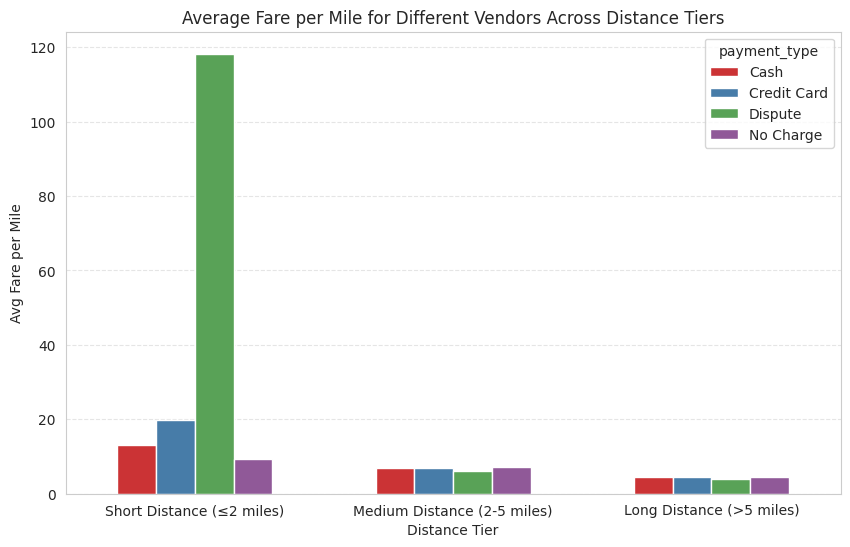 Average Fare per Mile for Different Vendors Across Distance Tiers
payment_type
Cash
Credit Card
Dispute
No Charge
Avg Fare per Mile
120
100
80
60
40
20
0
Short Distance (≤2 miles)
Medium Distance (2-5 miles)
Long Distance (>5 miles)
Distance Tier